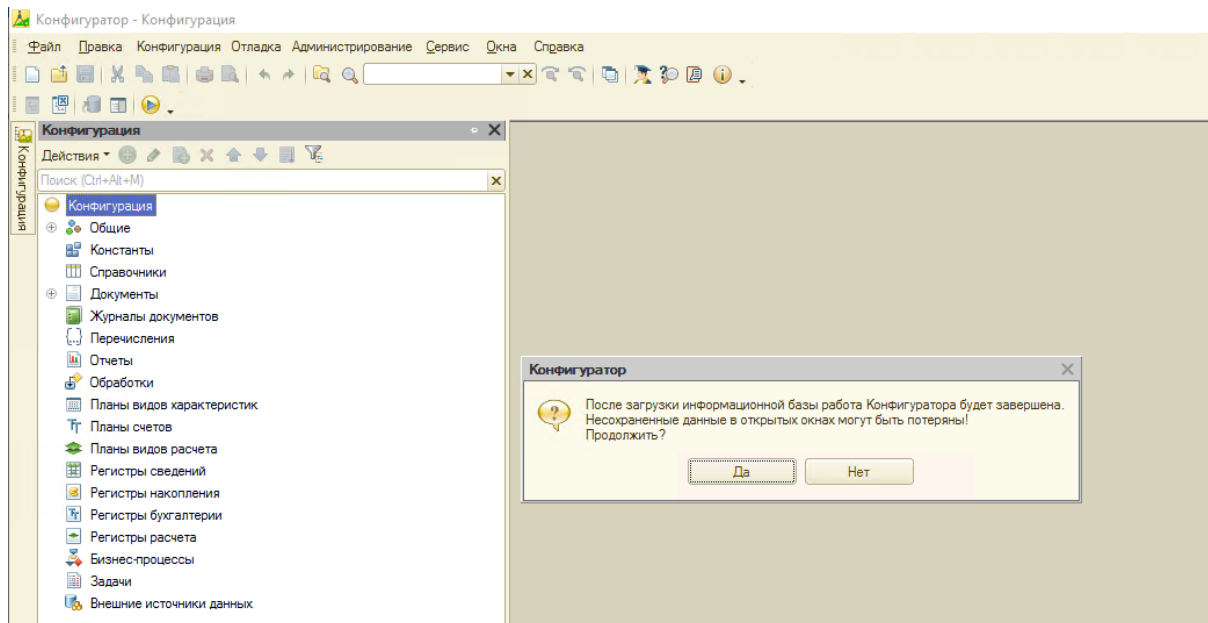 Конфигуратор - Конфигурация
Файл Правка Конфигурация Отладка Администрирование Сервис Окна Справка
Конфигурация
Конфигурация
Действия
Поиск (Ctrl+Alt+M)
Конфигурация
Общие
Константы
Справочники
Документы
Журналы документов
Перечисления
Отчеты
Обработки
Планы видов характеристик
Планы счетов
Планы видов расчета
Регистры сведений
Регистры накопления
Регистры бухгалтерии
Регистры расчета
Бизнес-процессы
Задачи
Внешние источники данных
Конфигуратор
После загрузки информационной базы работа Конфигуратора будет завершена.
Несохраненные данные в открытых окнах могут быть потеряны!
Продолжить?
Да Нет